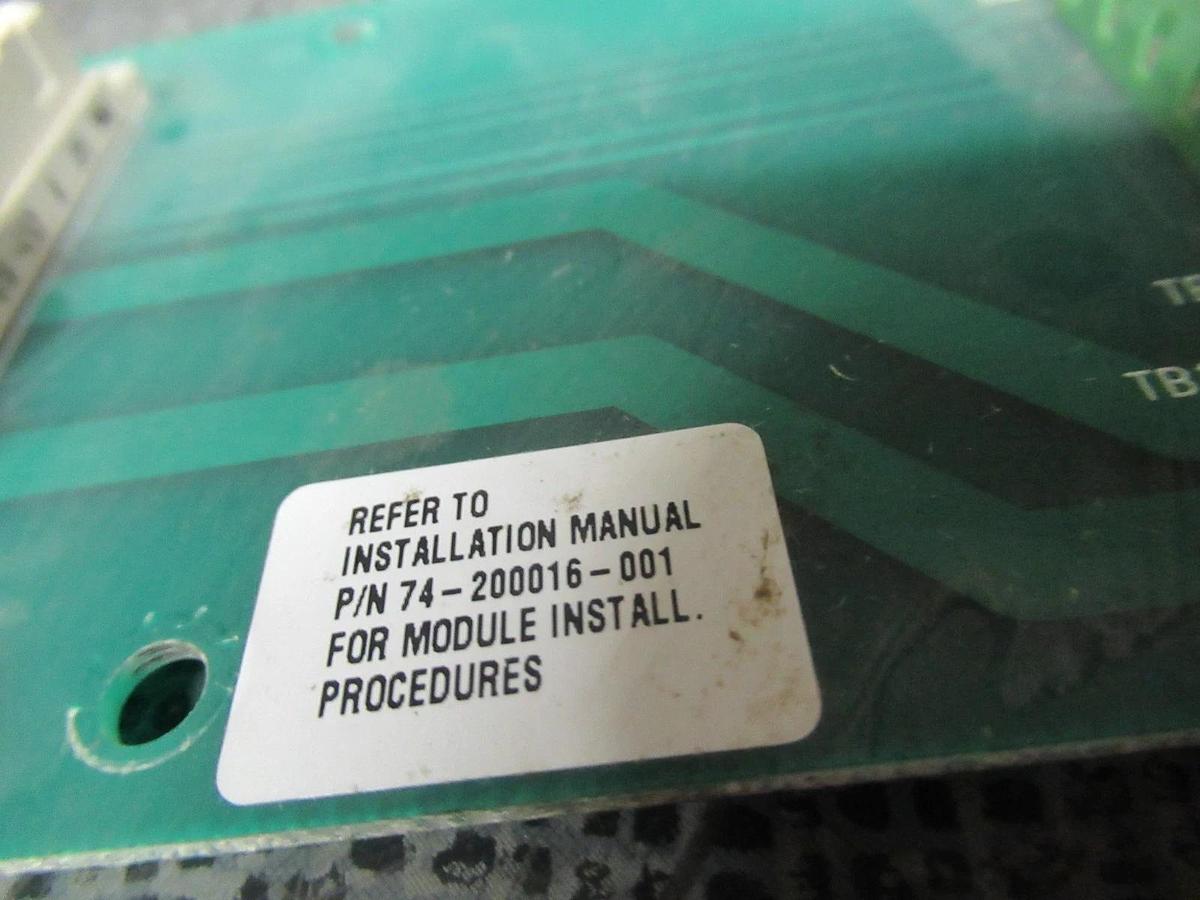 REFER TO
INSTALLATION MANUAL
P/N 74-200016-001
FOR MODULE INSTALL.
PROCEDURES